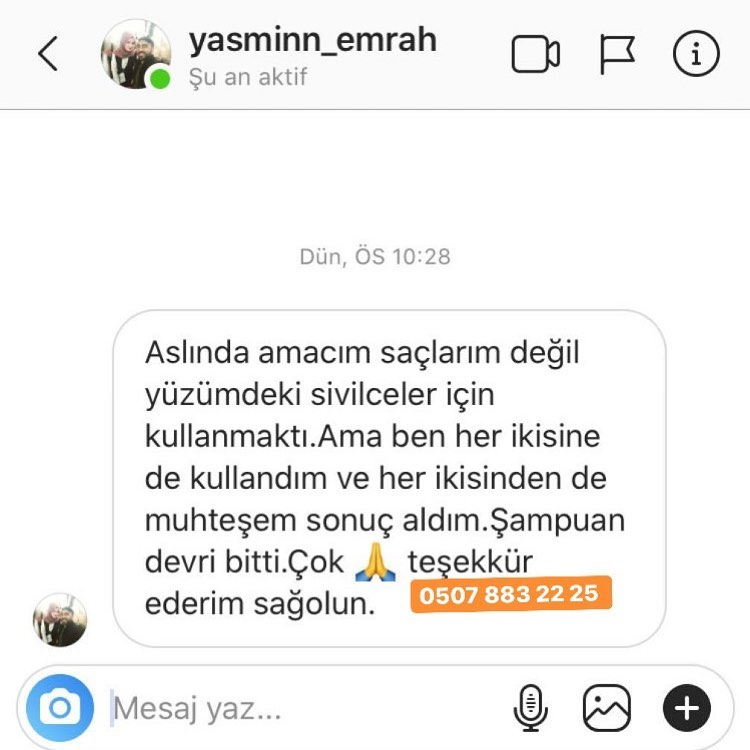 yasminn_emrah
Şu an aktif
Dün, ÖS 10:28
Aslında amacım saçlarım değil
yüzümdeki sivilceler için
kullanmaktı.Ama ben her ikisine
de kullandım ve her ikisinden de
muhteşem sonuç aldım.Şampuan
devri bitti.Çok 🙏 teşekkür
ederim sağolun.
0507 883 22 25
Mesaj yaz...